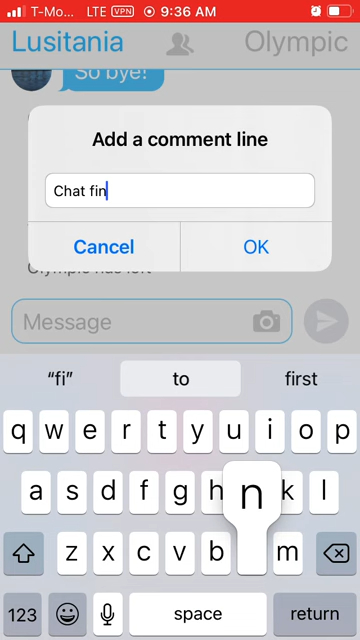 T-Mo... LTE VPN 9:36 AM
Lusitania Olympic
So bye!
Add a comment line
Chat fin
Cancel OK
Olympic has left
Message
“fi” to first
q w e r t y u i o p
a s d f g h n k l
z x c v b m
123 space return